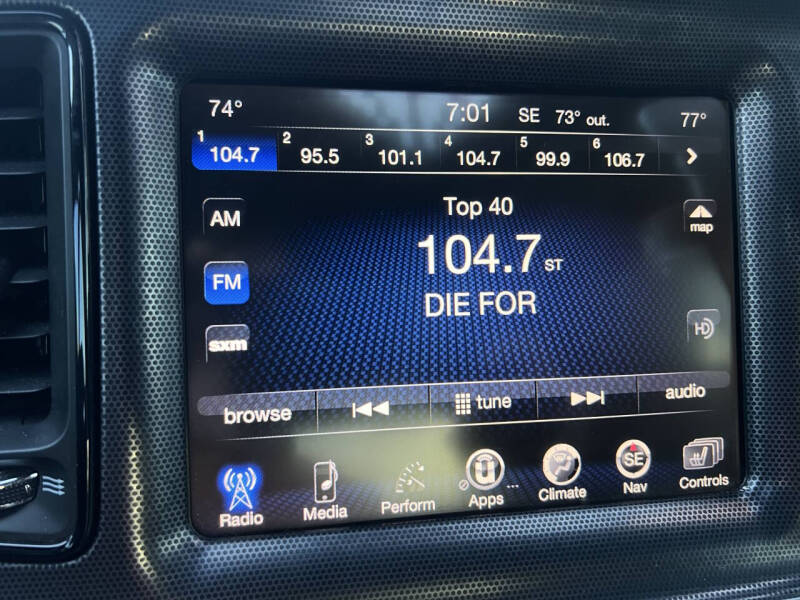 74° 7:01 SE 73° out. 77°
1 104.7 2 95.5 3 101.1 4 104.7 5 99.9 6 106.7
Top 40
AM
map
104.7 ST
FM
DIE FOR
HD
sxm
browse tune audio
Radio Media Perform Apps ... Climate SE Nav Controls